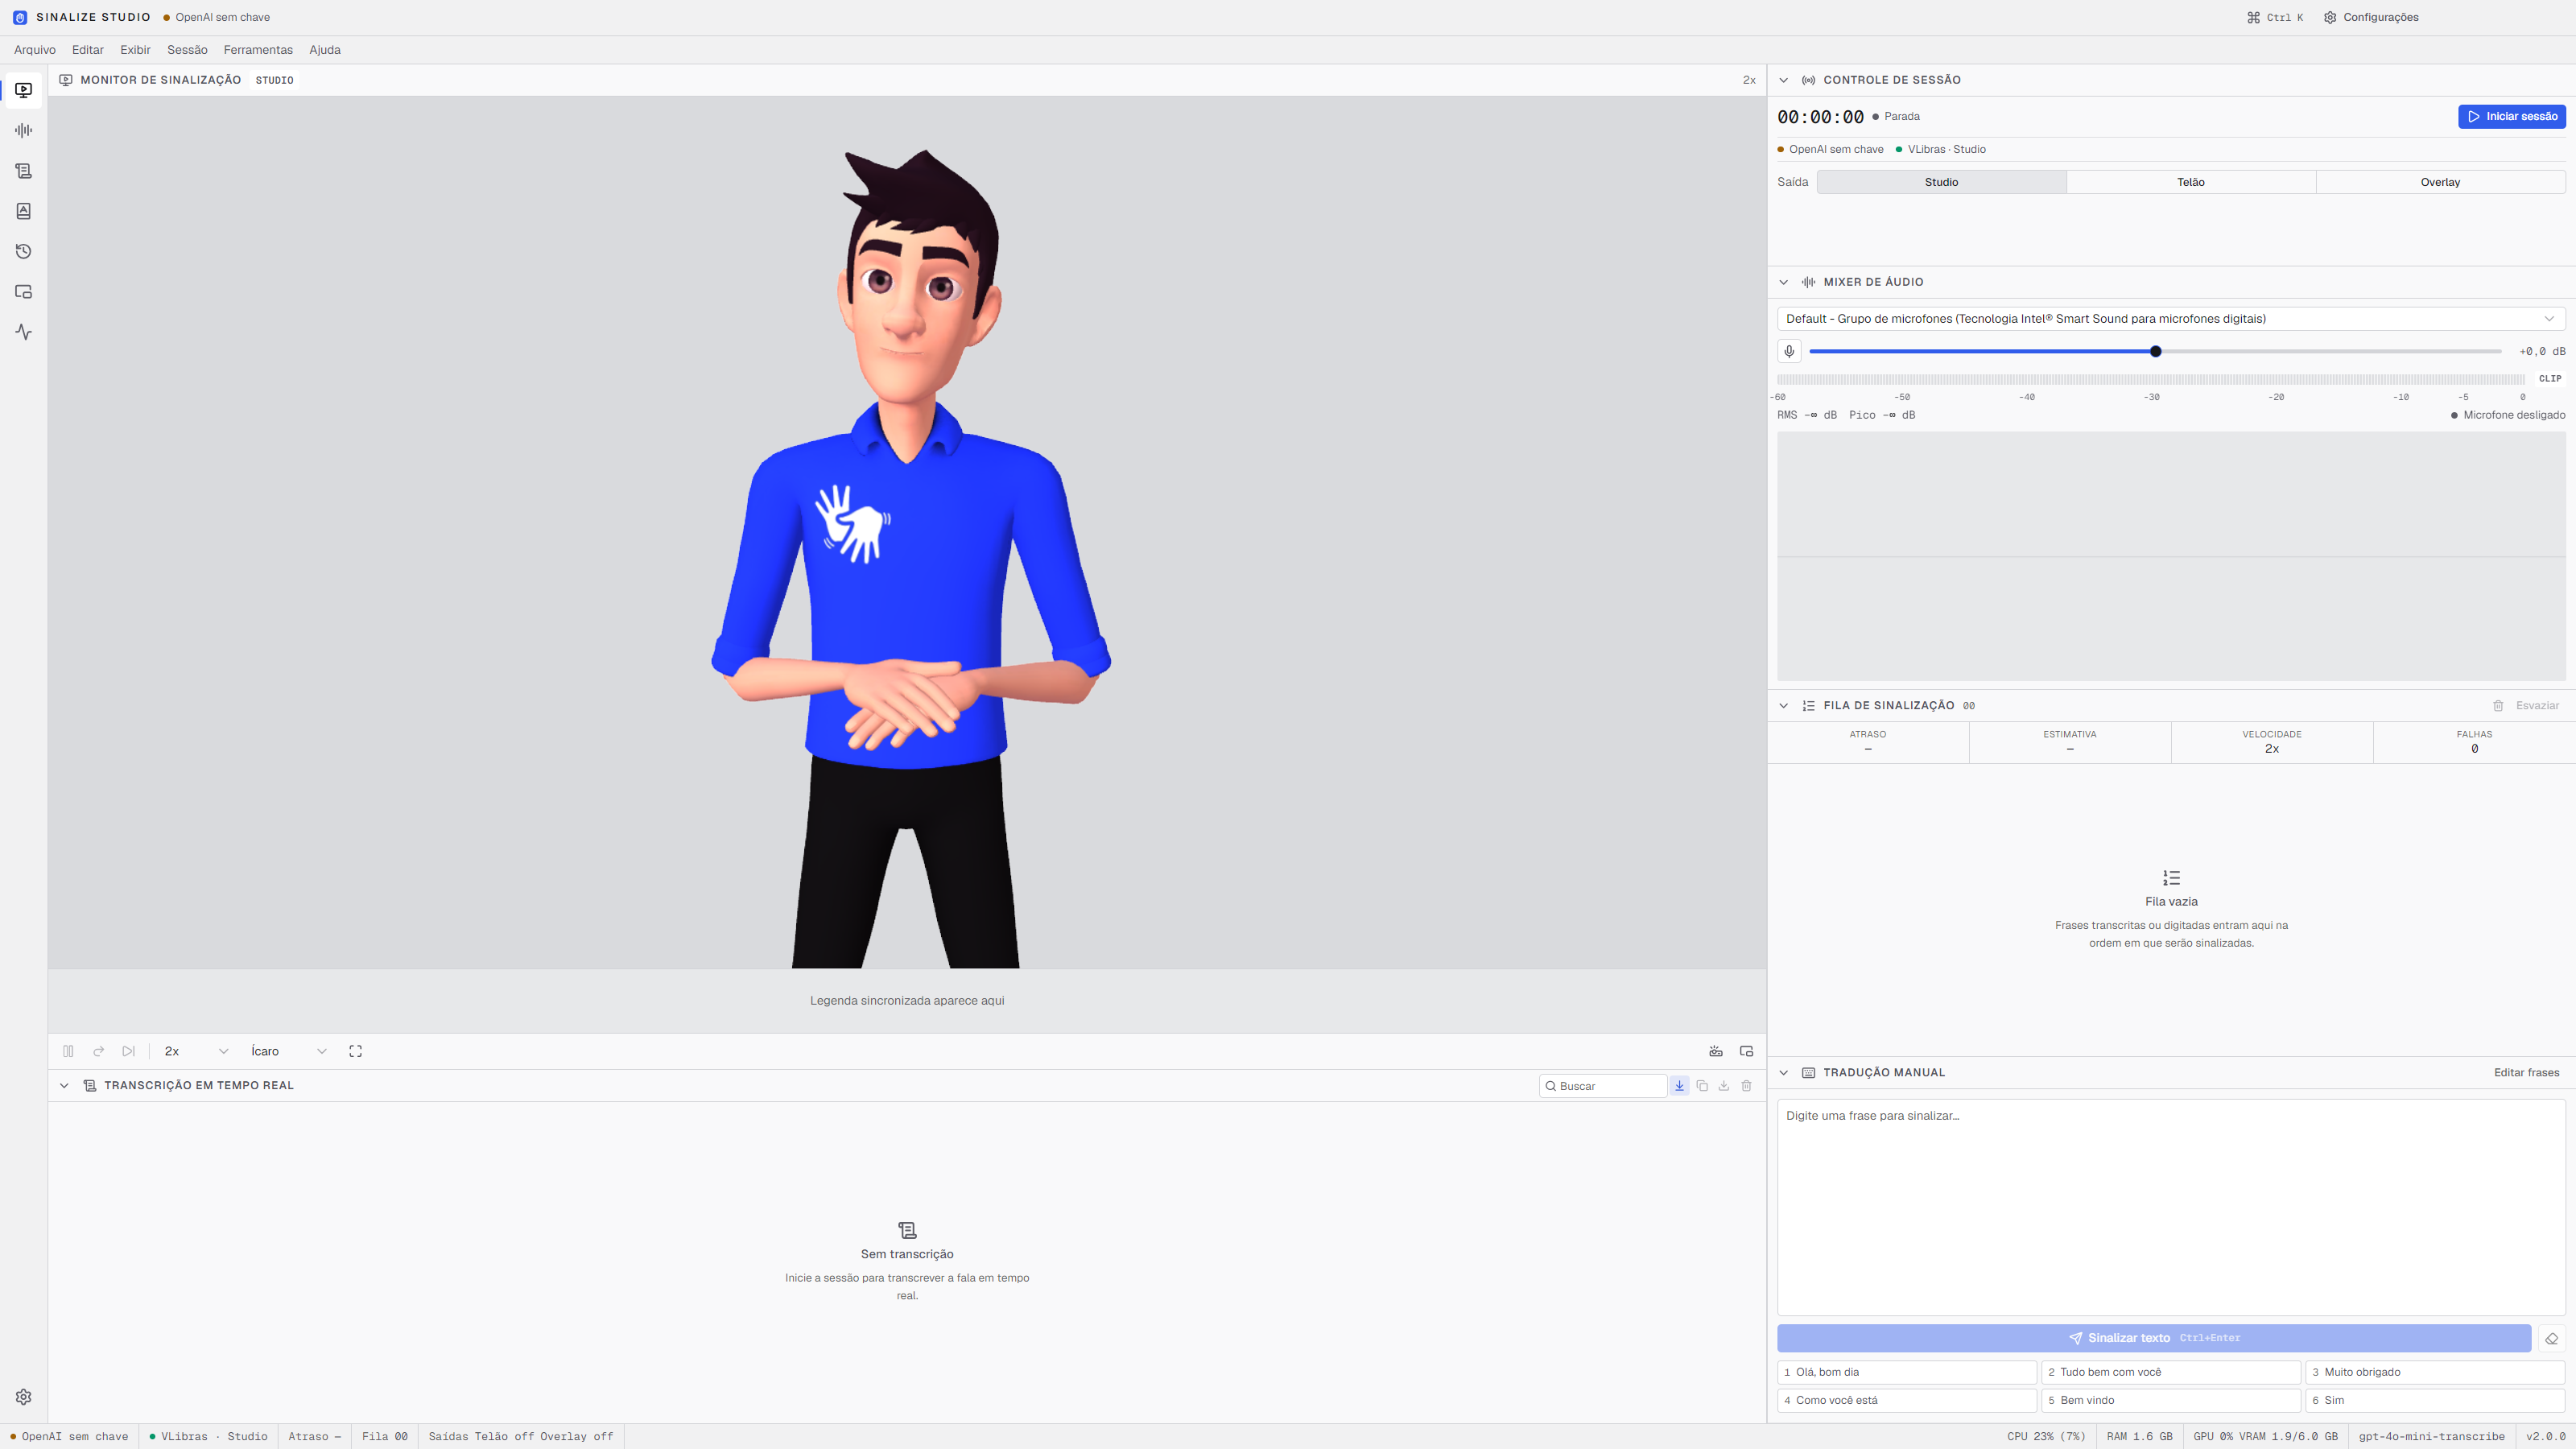 SINALIZE STUDIO OpenAI sem chave Ctrl K Configurações
Arquivo Editar Exibir Sessão Ferramentas Ajuda
MONITOR DE SINALIZAÇÃO STUDIO 2x
Legenda sincronizada aparece aqui
2x Ícaro
TRANSCRIÇÃO EM TEMPO REAL Buscar
Sem transcrição
Inicie a sessão para transcrever a fala em tempo
real.
CONTROLE DE SESSÃO
00:00:00 Parada Iniciar sessão
OpenAI sem chave VLibras · Studio
Saída Studio Telão Overlay
MIXER DE ÁUDIO
Default - Grupo de microfones (Tecnologia Intel® Smart Sound para microfones digitais)
+0,0 dB
CLIP
-60 -50 -40 -30 -20 -10 -5 0
RMS -∞ dB Pico -∞ dB Microfone desligado
FILA DE SINALIZAÇÃO 00 Esvaziar
ATRASO ESTIMATIVA VELOCIDADE FALHAS
— — 2x 0
Fila vazia
Frases transcritas ou digitadas entram aqui na
ordem em que serão sinalizadas.
TRADUÇÃO MANUAL Editar frases
Digite uma frase para sinalizar…
Sinalizar texto Ctrl+Enter
1 Olá, bom dia 2 Tudo bem com você 3 Muito obrigado
4 Como você está 5 Bem vindo 6 Sim
OpenAI sem chave VLibras · Studio Atraso — Fila 00 Saídas Telão off Overlay off CPU 23% (7%) RAM 1.6 GB GPU 0% VRAM 1.9/6.0 GB gpt-4o-mini-transcribe v2.0.0